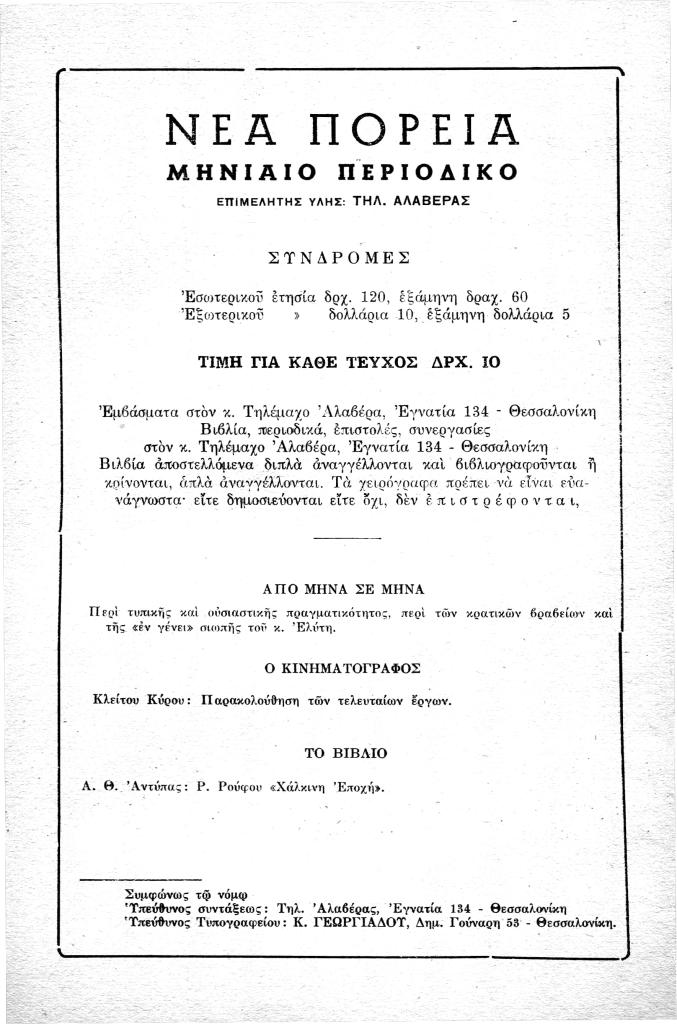 ΝΕΑ ΠΟΡΕΙΑ
ΜΗΝΙΑΙΟ ΠΕΡΙΟΔΙΚΟ
ΕΠΙΜΕΛΗΤΗΣ ΥΛΗΣ: ΤΗΛ. ΑΛΑΒΕΡΑΣ
ΣΥΝΔΡΟΜΕΣ
Ἐσωτερικοῦ ἐτησία δρχ. 120, ἑξάμηνη δραχ. 60
Ἐξωτερικοῦ » δολλάρια 10, ἑξάμηνη δολλάρια 5
ΤΙΜΗ ΓΙΑ ΚΑΘΕ ΤΕΥΧΟΣ ΔΡΧ. 10
Ἐμβάσματα στὸν κ. Τηλέμαχο Ἀλαβέρα, Ἐγνατία 134 - Θεσσαλονίκη
Βιβλία, περιοδικά, ἐπιστολές, συνεργασίες
στὸν κ. Τηλέμαχο Ἀλαβέρα, Ἐγνατία 134 - Θεσσαλονίκη
Βιλβία ἀποστελλόμενα διπλὰ ἀναγγέλλονται καὶ βιβλιογραφοῦνται ἢ
κρίνονται, ἁπλὰ ἀναγγέλλονται. Τὰ χειρόγραφα πρέπει νὰ εἶναι εὐα-
νάγνωστα· εἴτε δημοσιεύονται εἴτε ὄχι, δὲν ἐπιστρέφονται,
ΑΠΟ ΜΗΝΑ ΣΕ ΜΗΝΑ
Περὶ τυπικῆς καὶ οὐσιαστικῆς πραγματικότητος, περὶ τῶν κρατικῶν βραβείων καὶ
τῆς «ἐν γένει» σιωπῆς τοῦ κ. Ἐλύτη.
Ο ΚΙΝΗΜΑΤΟΓΡΑΦΟΣ
Κλείτου Κύρου: Παρακολούθηση τῶν τελευταίων ἔργων.
ΤΟ ΒΙΒΛΙΟ
Α. Θ. Ἀντύπας: Ρ. Ρούφου «Χάλκινη Ἐποχή».
Συμφώνως τῷ νόμῳ
Ὑπεύθυνος συντάξεως: Τηλ. Ἀλαβέρας, Ἐγνατία 134 - Θεσσαλονίκη
Ὑπεύθυνος Τυπογραφείου: Κ. ΓΕΩΡΓΙΑΔΟΥ, Δημ. Γούναρη 53 - Θεσσαλονίκη.